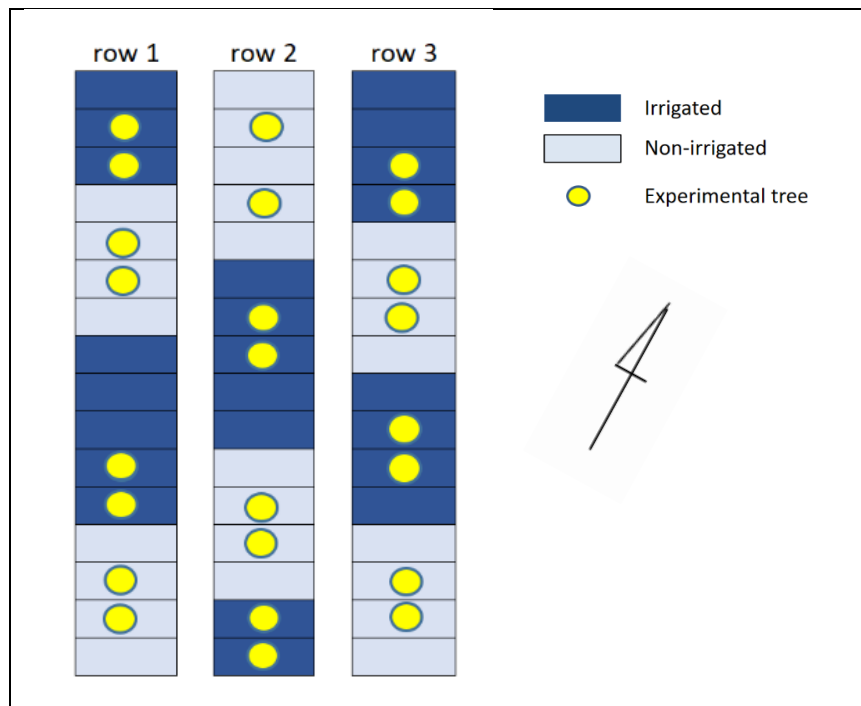 row 1
row 2
row 3
Irrigated
Non-irrigated
Experimental tree